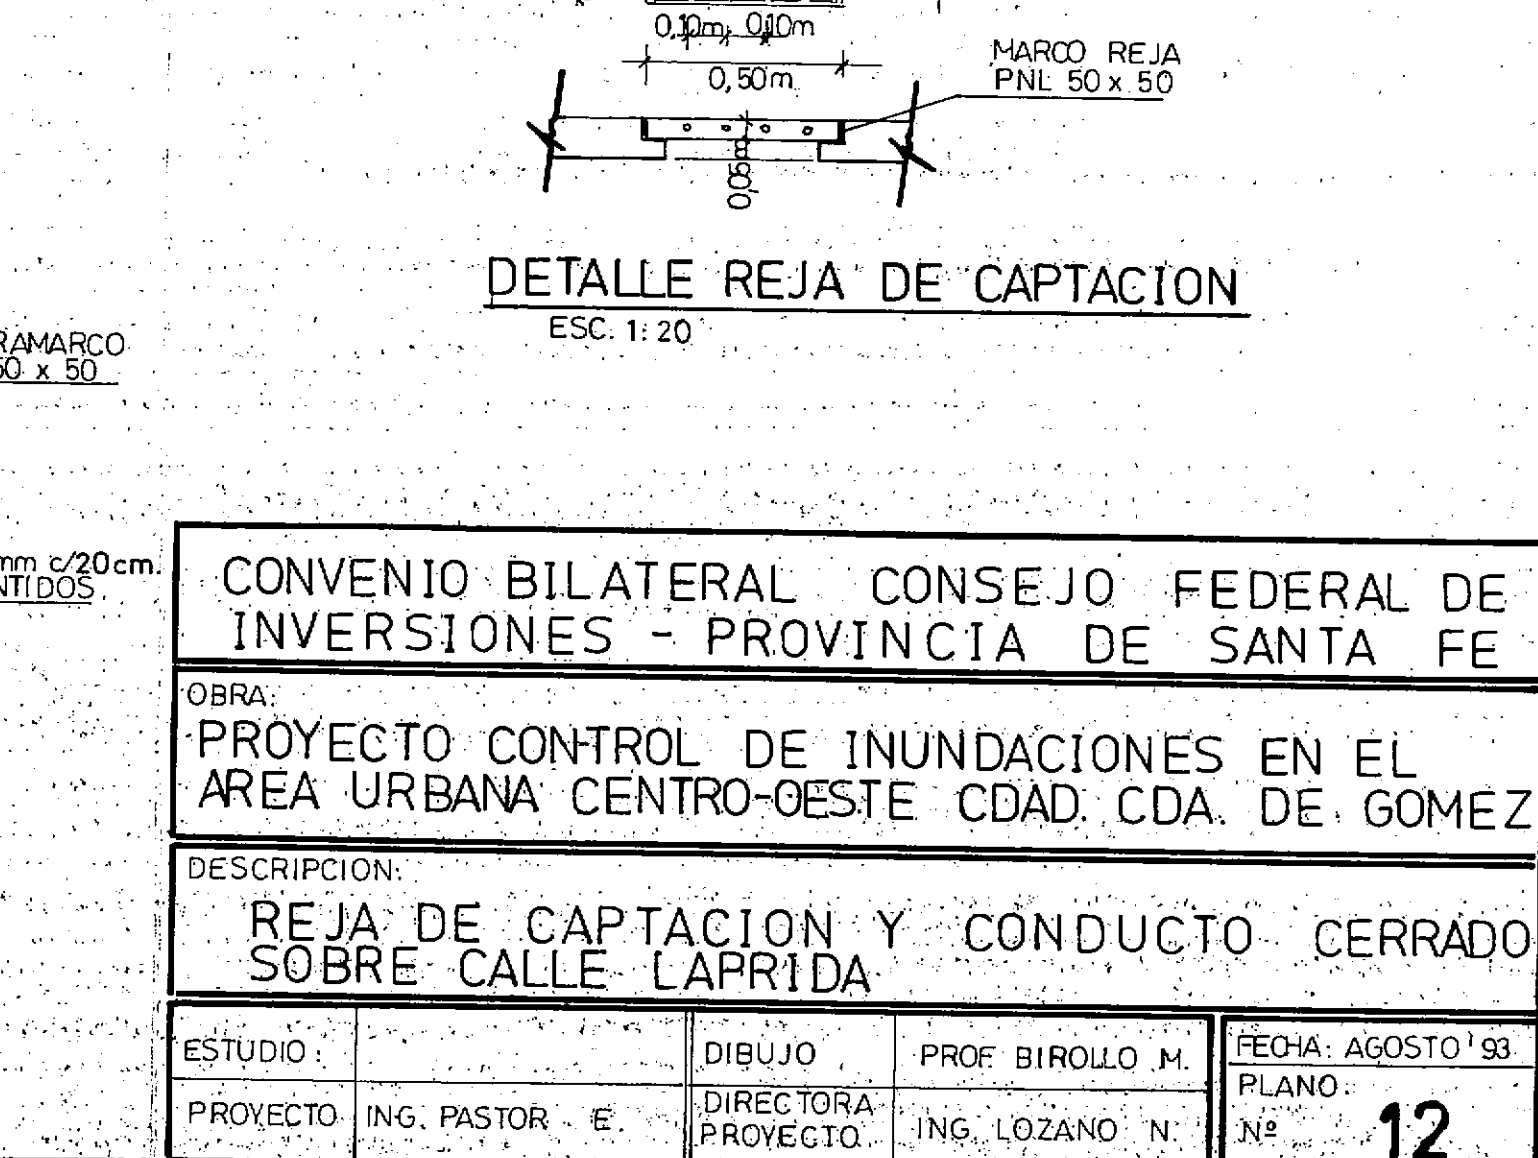 0,10m 0,10m
0,50m
MARCO REJA
PNL 50 x 50
0,05m
DETALLE REJA DE CAPTACION
ESC. 1:20
RAMARCO
50 x 50
mm c/20cm.
NTIDOS
CONVENIO BILATERAL CONSEJO FEDERAL DE
INVERSIONES - PROVINCIA DE SANTA FE
OBRA:
PROYECTO CONTROL DE INUNDACIONES EN EL
AREA URBANA CENTRO-OESTE CDAD. CDA. DE GOMEZ
DESCRIPCION:
REJA DE CAPTACION Y CONDUCTO CERRADO
SOBRE CALLE LAPRIDA
ESTUDIO:
DIBUJO PROF. BIROLLO M.
FECHA: AGOSTO '93
PROYECTO ING. PASTOR E.
DIRECTORA
PROYECTO ING. LOZANO N.
PLANO
Nº 12